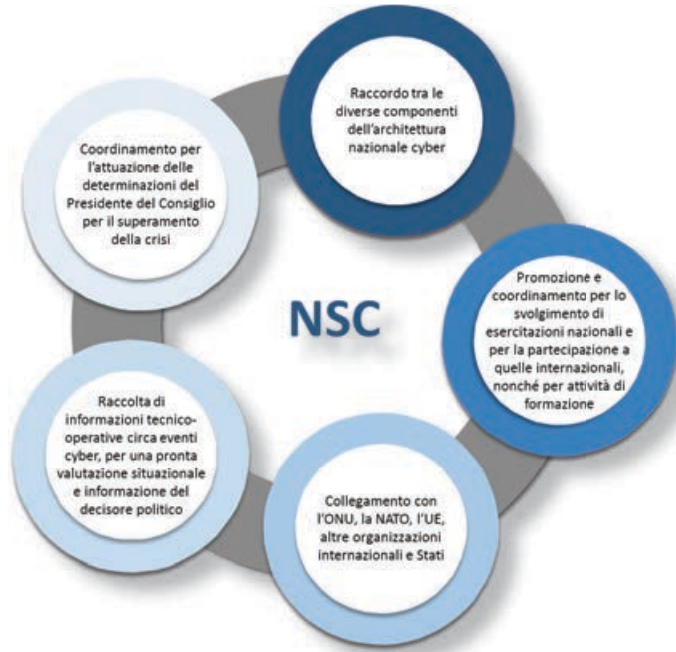 Raccordo tra le
diverse componenti
dell'architettura
nazionale cyber
Promozione e
coordinamento per lo
svolgimento di
esercitazioni nazionali e
per la partecipazione a
quelle internazionali,
nonché per attività di
formazione
Collegamento con
l'ONU, la NATO, l'UE,
altre organizzazioni
internazionali e Stati
Raccolta di
informazioni tecnico-
operative circa eventi
cyber, per una pronta
valutazione situazionale
e informazione del
decisore politico
Coordinamento per
l'attuazione delle
determinazioni del
Presidente del Consiglio
per il superamento
della crisi
NSC